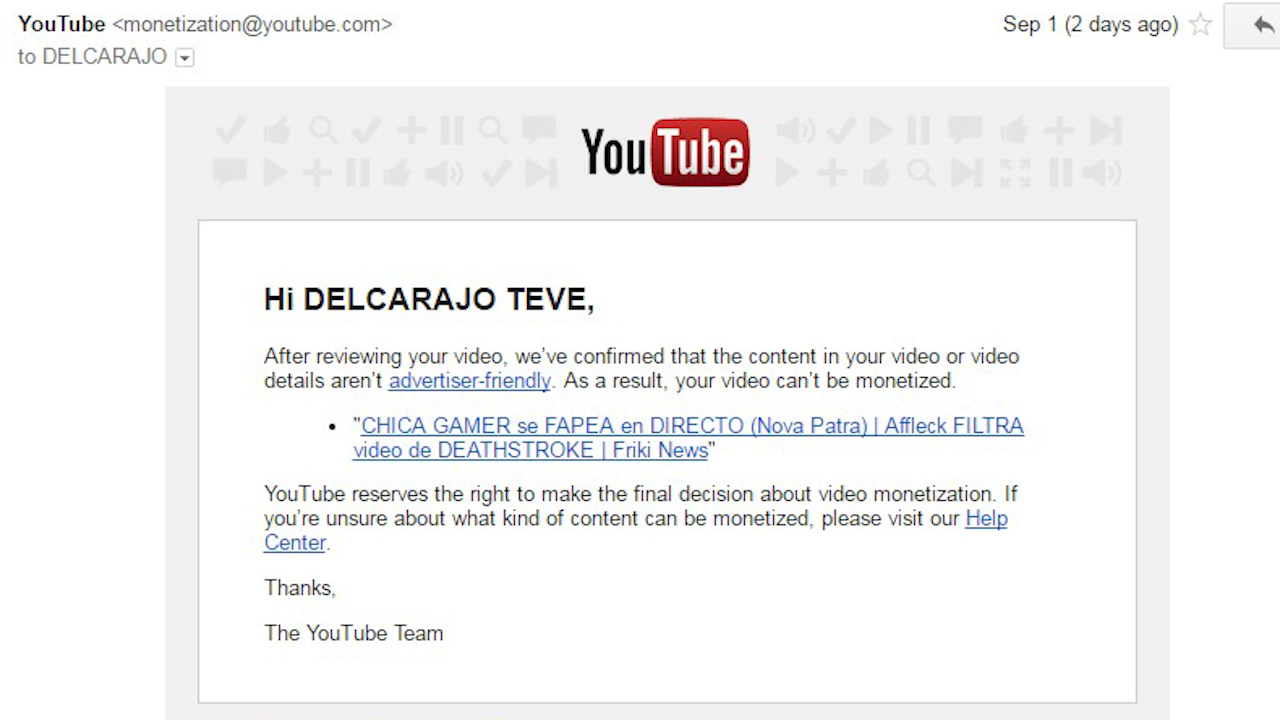 YouTube <monetization@youtube.com>
Sep 1 (2 days ago)
to DELCARAJO
YouTube
Hi DELCARAJO TEVE,
After reviewing your video, we’ve confirmed that the content in your video or video
details aren’t advertiser-friendly. As a result, your video can’t be monetized.
• "CHICA GAMER se FAPEA en DIRECTO (Nova Patra) | Affleck FILTRA
video de DEATHSTROKE | Friki News"
YouTube reserves the right to make the final decision about video monetization. If
you’re unsure about what kind of content can be monetized, please visit our Help
Center.
Thanks,
The YouTube Team